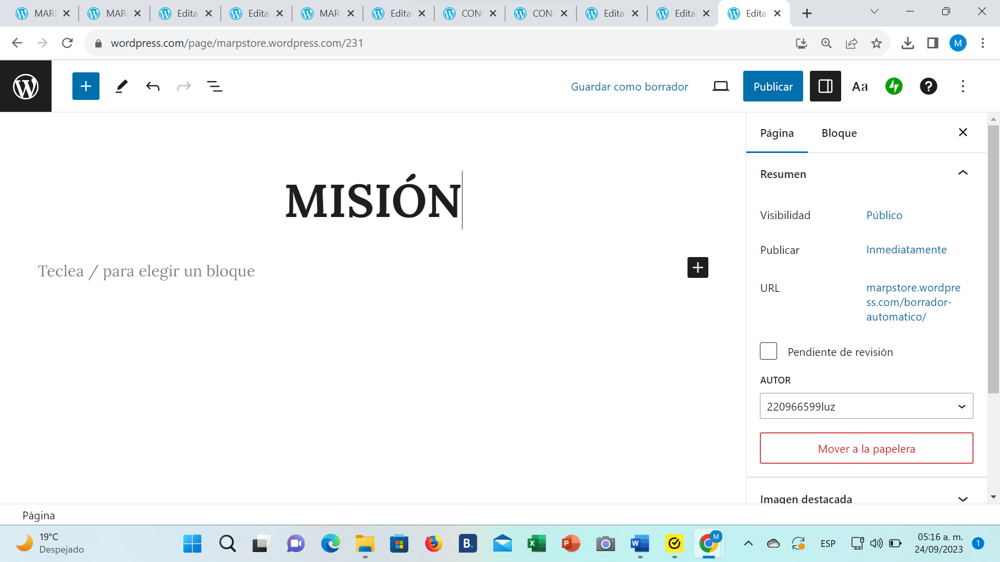 MAR
MAR
Edita
Edita
MAR
Edita
CON
CON
Edita
Edita
Edita
wordpress.com/page/marpstore.wordpress.com/231
M
Guardar como borrador
Publicar
Aa
Página
Bloque
Resumen
MISIÓN
Visibilidad
Público
Publicar
Inmediatamente
Teclea / para elegir un bloque
URL
marpstore.wordpre
ss.com/borrador-
automatico/
Pendiente de revisión
AUTOR
220966599luz
Mover a la papelera
Imagen destacada
Página
19°C
Despejado
B.
M
ESP
05:16 a. m.
24/09/2023
1